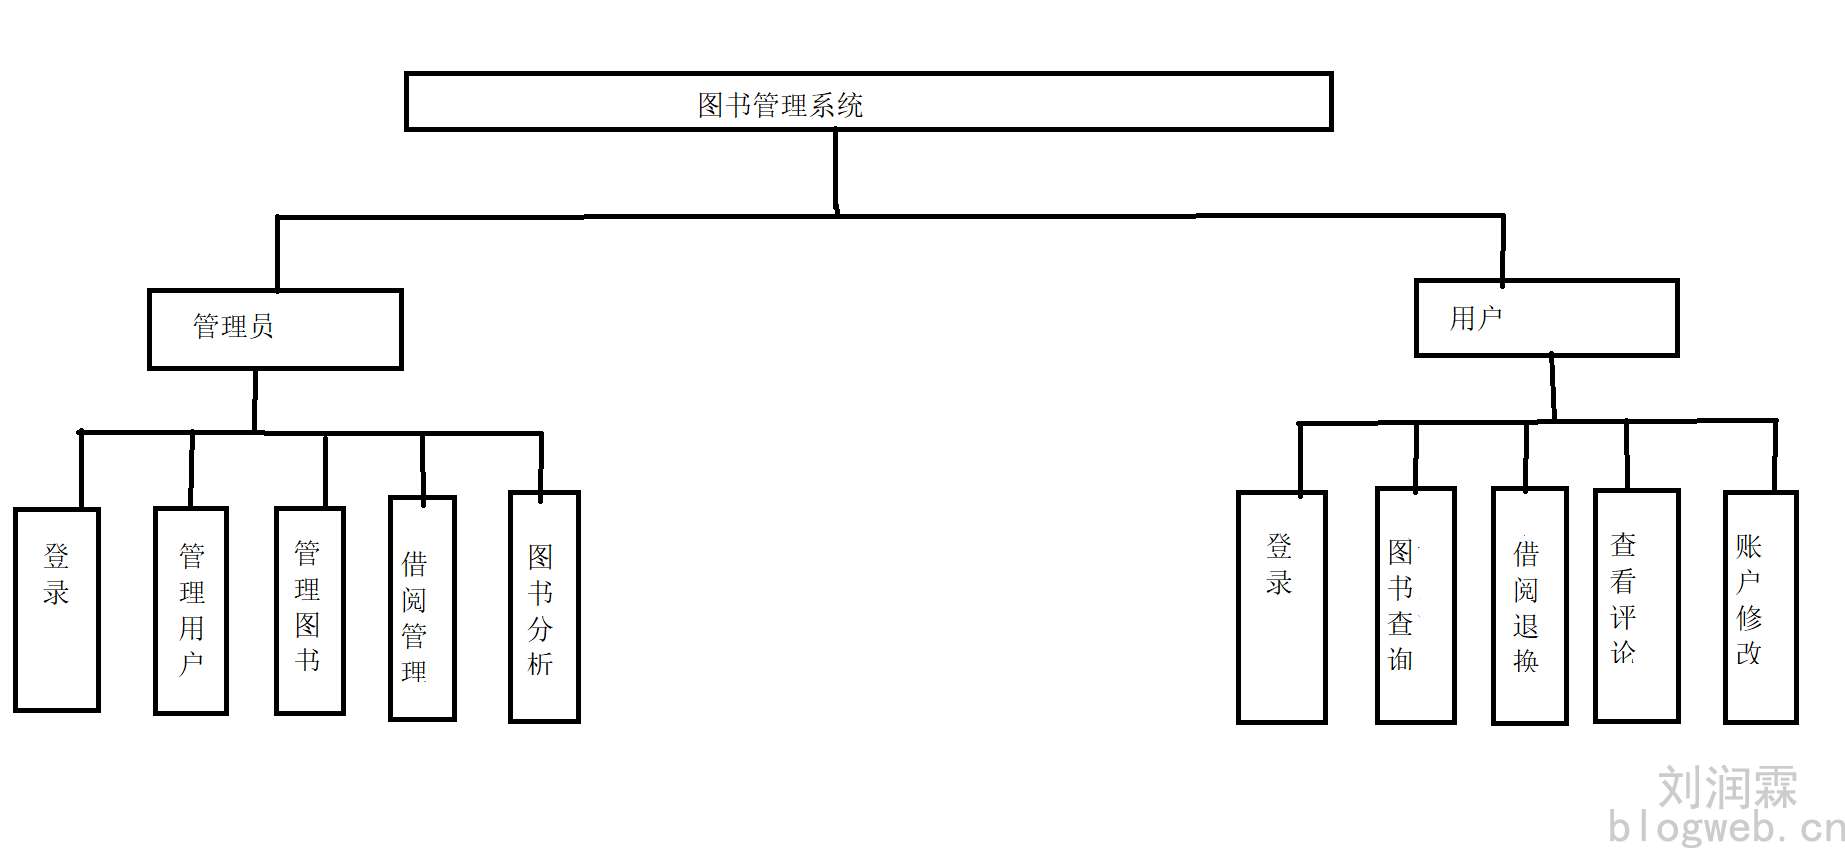 图书管理系统
管理员
用户
登录
管理用户
管理图书
借阅管理
图书分析
登录
图书查询
借阅退换
查看评论
账户修改
刘润霖
blogweb.cn